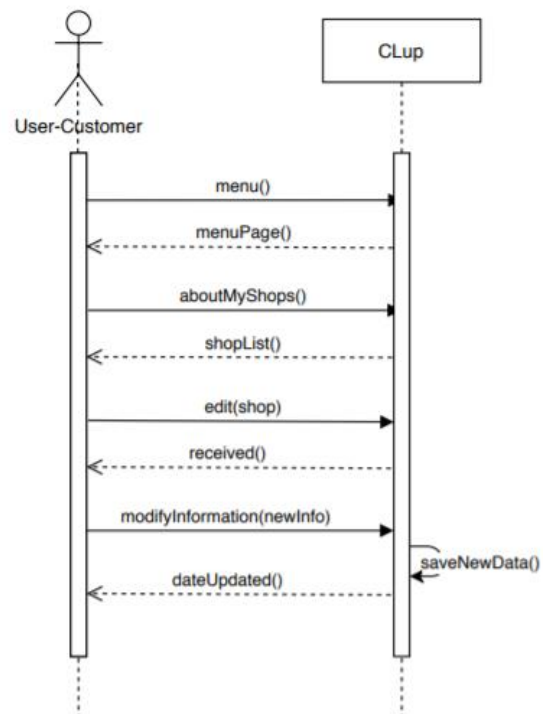 CLup
User-Customer
menu()
menuPage()
aboutMyShops()
shopList()
edit(shop)
received()
modifyInformation(newInfo)
saveNewData()
dateUpdated()